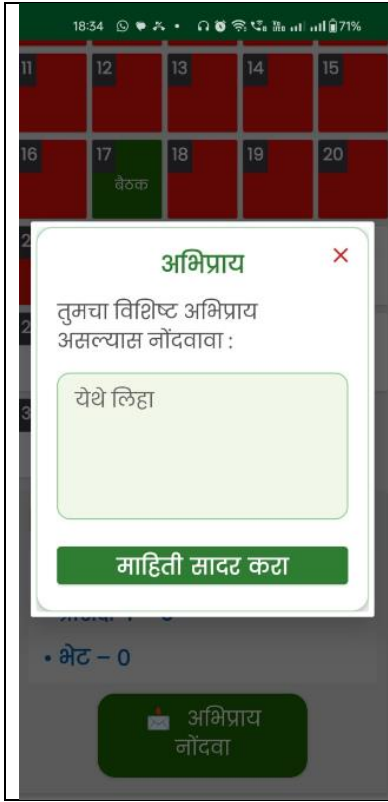 18:34 71%
11 12 13 14 15
16 17 18 19 20
बैठक
अभिप्राय ×
तुमचा विशिष्ट अभिप्राय
असल्यास नोंदवावा :
येथे लिहा
माहिती सादर करा
• भेट – 0
अभिप्राय
नोंदवा